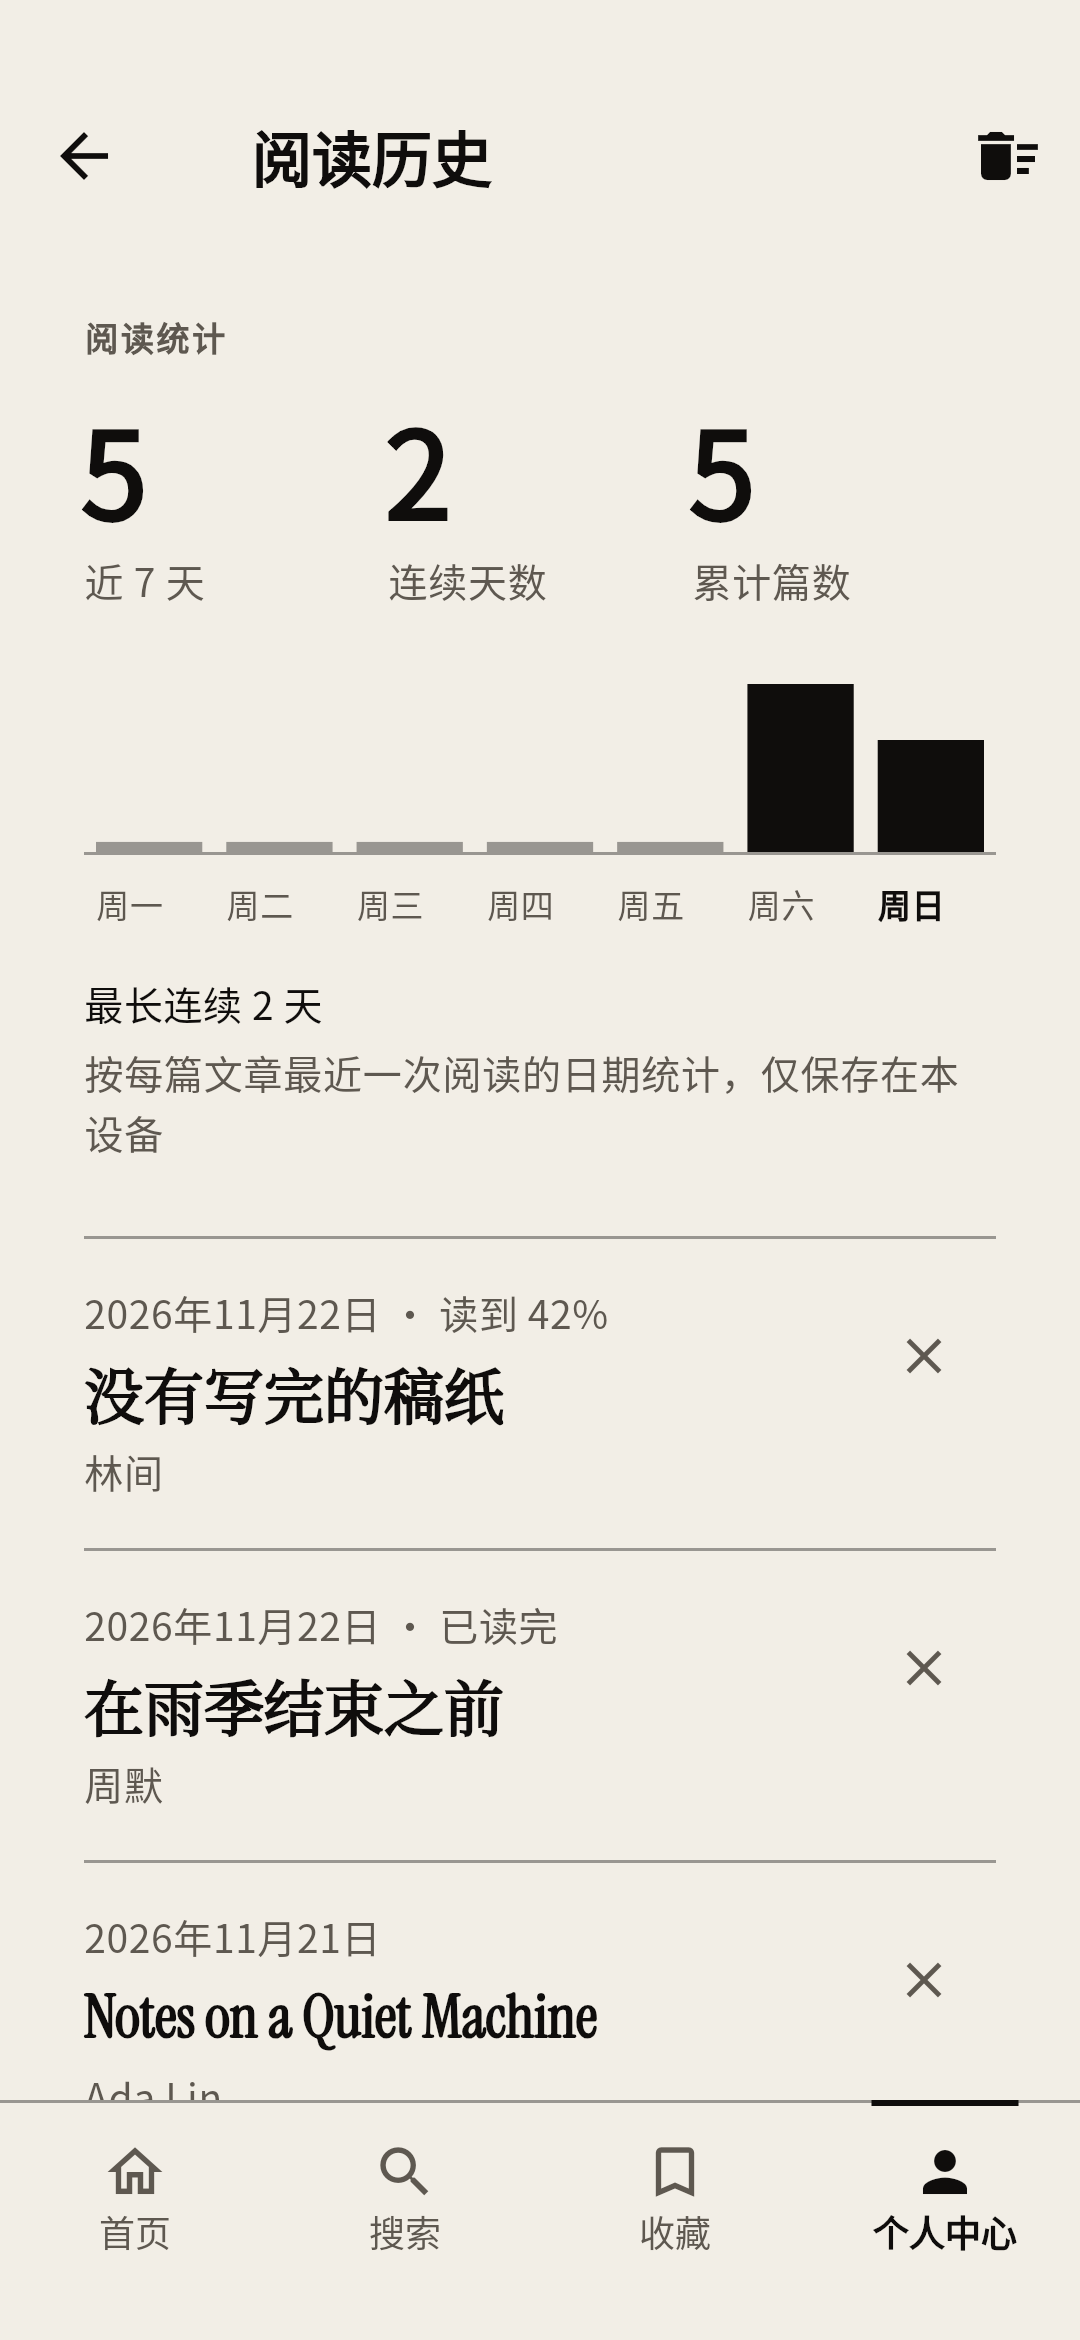 阅读历史
阅读统计
5 2 5
近 7 天 连续天数 累计篇数
周一 周二 周三 周四 周五 周六 周日
最长连续 2 天
按每篇文章最近一次阅读的日期统计，仅保存在本
设备
2026年11月22日 · 读到 42%
没有写完的稿纸
林间
2026年11月22日 · 已读完
在雨季结束之前
周默
2026年11月21日
Notes on a Quiet Machine
Ada Lin
首页 搜索 收藏 个人中心